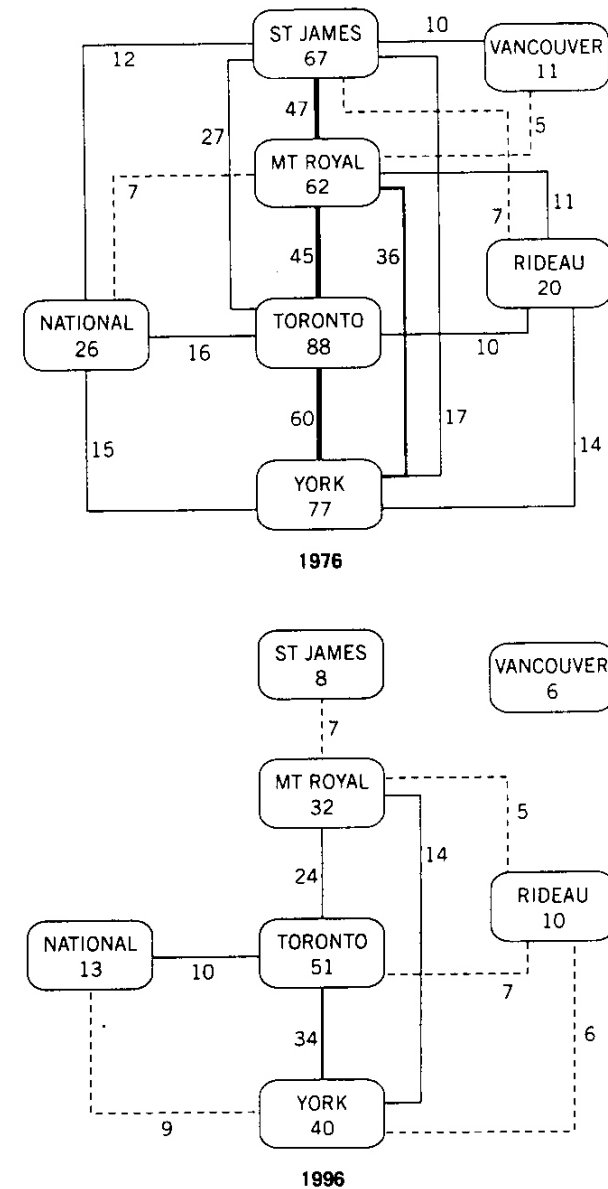 10
ST JAMES
67
VANCOUVER
11
12
47
5
27
MT ROYAL
62
7
7
11
45
36
RIDEAU
20
NATIONAL
26
TORONTO
88
16
10
60
17
15
14
YORK
77
1976
ST JAMES
8
VANCOUVER
6
7
MT ROYAL
32
5
14
24
RIDEAU
10
NATIONAL
13
TORONTO
51
10
7
34
6
YORK
40
9
1996